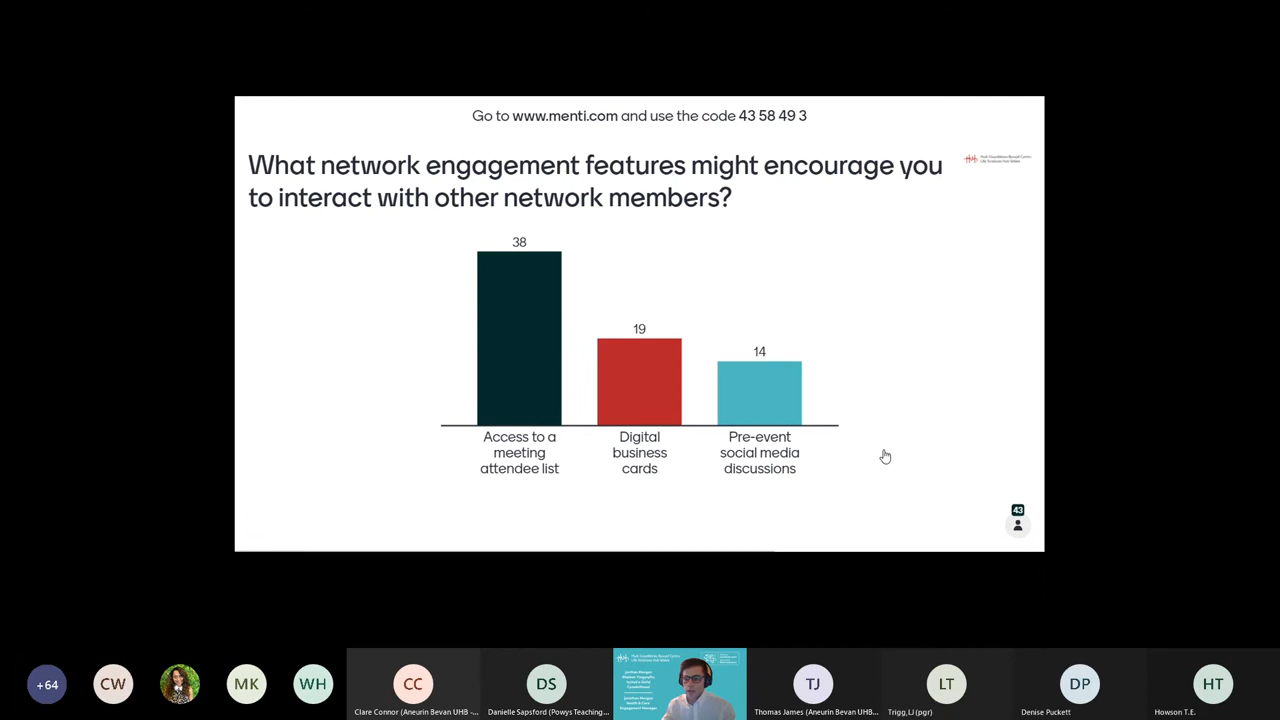 Go to www.menti.com and use the code 43 58 49 3
What network engagement features might encourage you
to interact with other network members?
38
19
14
Access to a
meeting
attendee list
Digital
business
cards
Pre-event
social media
discussions
43
+64
CW
MK
WH
CC
DS
TJ
LT
DP
HT
Clare Connor (Aneurin Bevan UHB -...
Danielle Sapsford (Powys Teaching...
Thomas James (Aneurin Bevan UHB...
Trigg,LJ (pgr)
Denise Puckett
Howson T.E.